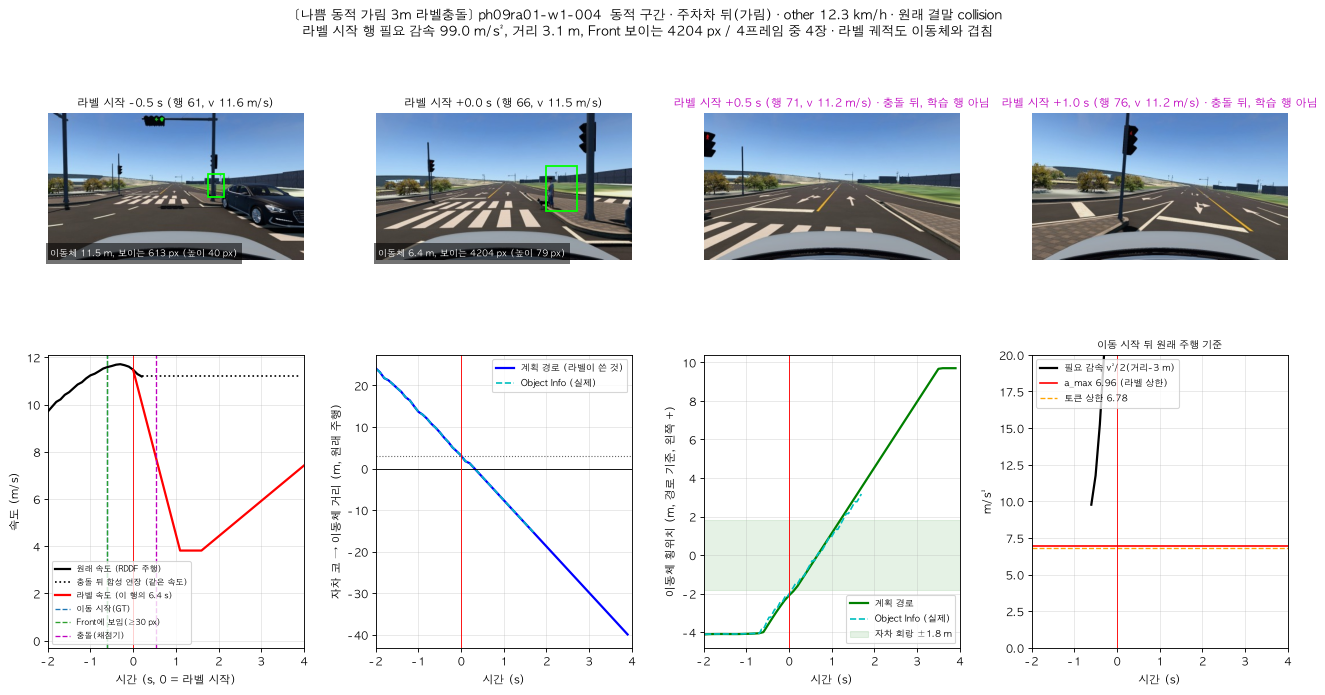 [나쁨 동적 가림 3m 라벨충돌] ph09ra01-w1-004 동적 구간 · 주차차 뒤(가림) · other 12.3 km/h · 원래 결말 collision
라벨 시작 행 필요 감속 99.0 m/s², 거리 3.1 m, Front 보이는 4204 px / 4프레임 중 4장 · 라벨 궤적도 이동체와 겹침
라벨 시작 -0.5 s (행 61, v 11.6 m/s)
이동체 11.5 m, 보이는 613 px (높이 40 px)
라벨 시작 +0.0 s (행 66, v 11.5 m/s)
이동체 6.4 m, 보이는 4204 px (높이 79 px)
라벨 시작 +0.5 s (행 71, v 11.2 m/s) · 충돌 뒤, 학습 행 아님
라벨 시작 +1.0 s (행 76, v 11.2 m/s) · 충돌 뒤, 학습 행 아님
속도 (m/s)
12
10
8
6
4
2
0
원래 속도 (RDDF 주행)
충돌 뒤 합성 연장 (같은 속도)
라벨 속도 (이 행의 6.4 s)
이동 시작(GT)
Front에 보임(≥30 px)
충돌(채점기)
-2 -1 0 1 2 3 4
시간 (s, 0 = 라벨 시작)
자차 코 → 이동체 거리 (m, 원래 주행)
20
10
0
-10
-20
-30
-40
계획 경로 (라벨이 쓴 것)
Object Info (실제)
-2 -1 0 1 2 3 4
시간 (s)
이동체 횡위치 (m, 경로 기준, 왼쪽 +)
10
8
6
4
2
0
-2
-4
계획 경로
Object Info (실제)
자차 회랑 ±1.8 m
-2 -1 0 1 2 3 4
시간 (s)
이동 시작 뒤 원래 주행 기준
m/s²
20.0
17.5
15.0
12.5
10.0
7.5
5.0
2.5
0.0
필요 감속 v²/2(거리-3 m)
a_max 6.96 (라벨 상한)
토큰 상한 6.78
-2 -1 0 1 2 3 4
시간 (s)